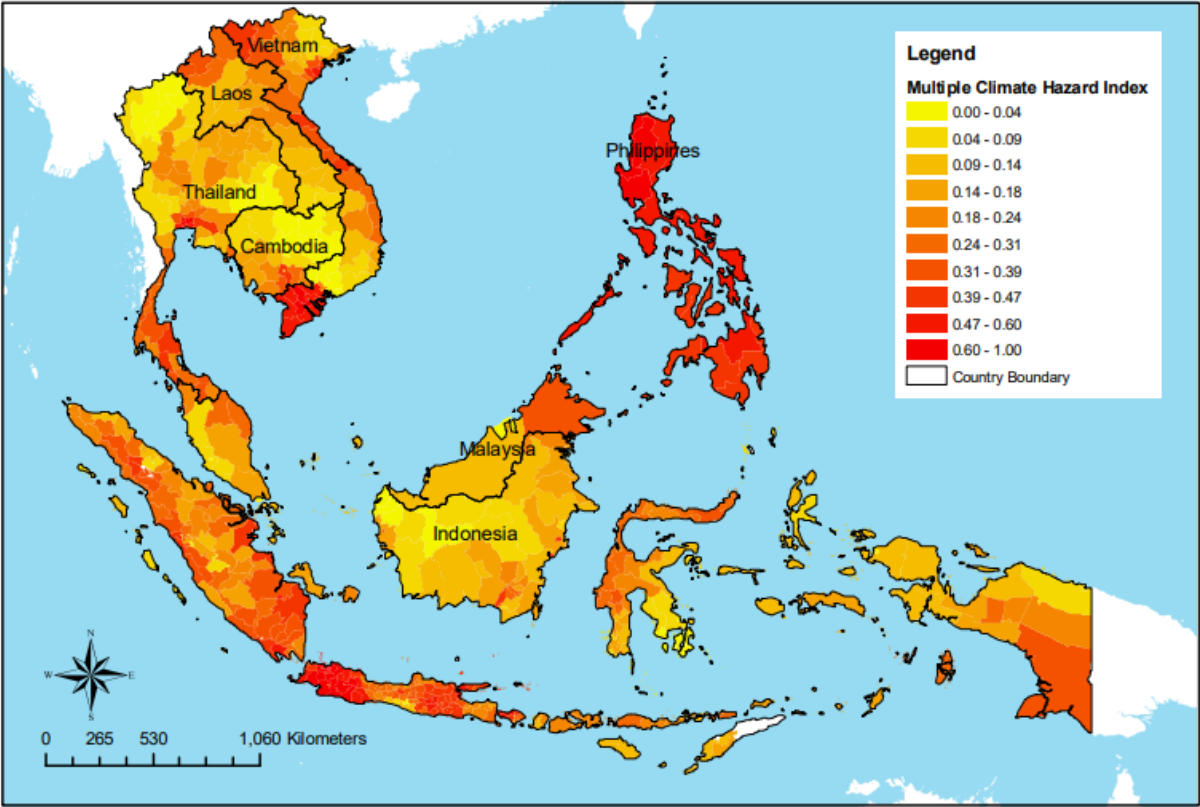 Vietnam
Laos
Thailand
Cambodia
Philippines
Malaysia
Indonesia
Legend
Multiple Climate Hazard Index
0.00 - 0.04
0.04 - 0.09
0.09 - 0.14
0.14 - 0.18
0.18 - 0.24
0.24 - 0.31
0.31 - 0.39
0.39 - 0.47
0.47 - 0.60
0.60 - 1.00
Country Boundary
N
W E
S
0 265 530 1,060 Kilometers